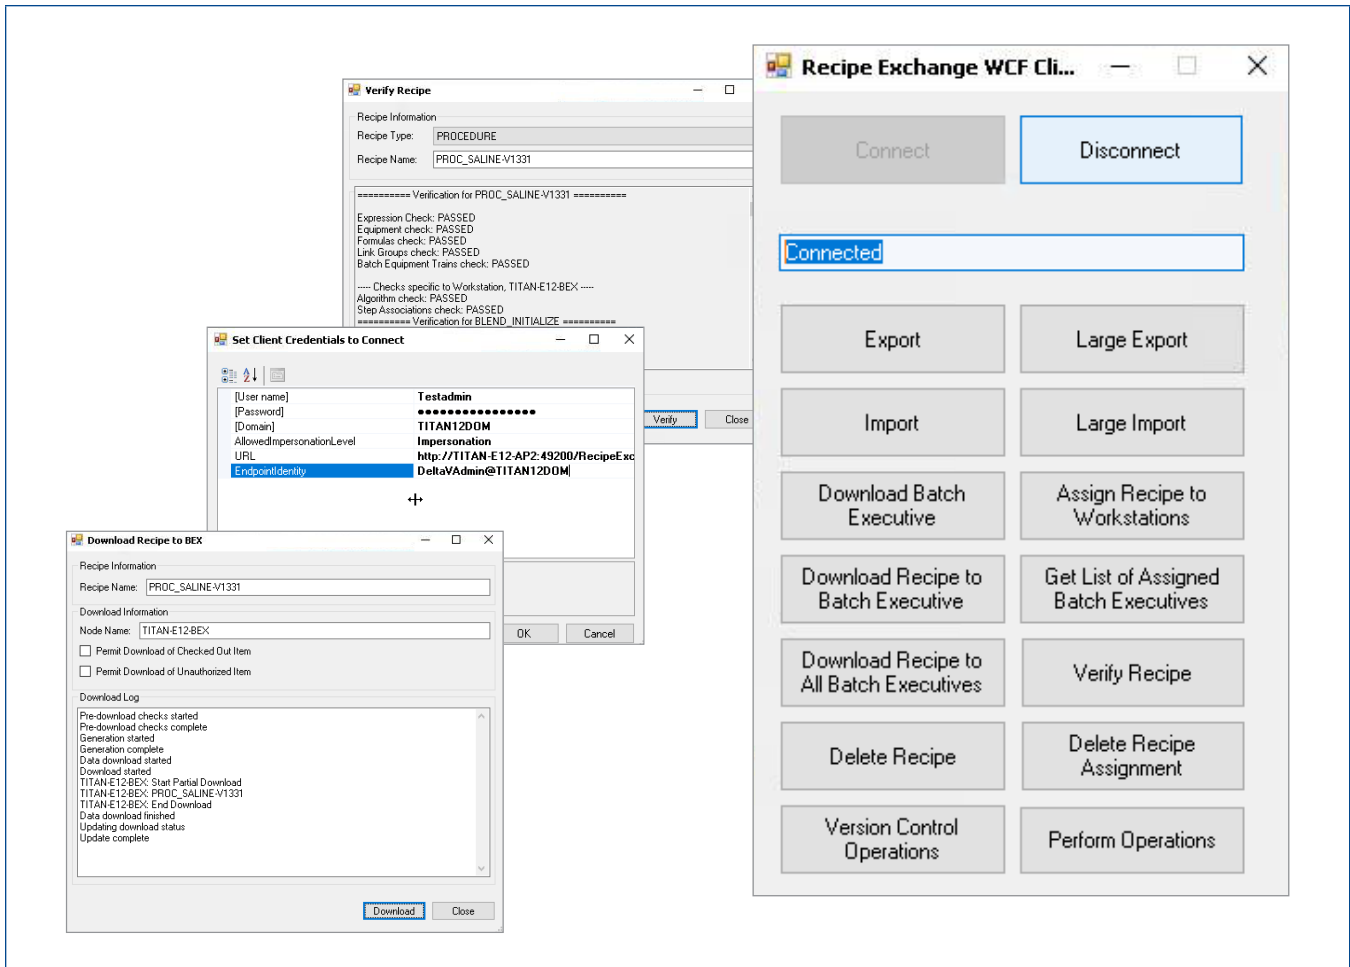 Verify Recipe
Recipe Information
Recipe Type: PROCEDURE
Recipe Name: PROC_SALINE-V1331
========== Verification for PROC_SALINE-V1331 ==========
Expression Check: PASSED
Equipment check: PASSED
Formulas check: PASSED
Link Groups check: PASSED
Batch Equipment Trains check: PASSED
----- Checks specific to Workstation, TITAN-E12-BEX -----
Algorithm check: PASSED
Step Associations check: PASSED
========== Verification for BLEND_INITIALIZE ==========
Verify Close
Set Client Credentials to Connect
[User name] Testadmin
[Password] ●●●●●●●●●●●●●●●●
[Domain] TITAN12DOM
AllowedImpersonationLevel Impersonation
URL http://TITAN-E12-AP2:49200/RecipeExc
EndpointIdentity DeltaVAdmin@TITAN12DOM
OK Cancel
Download Recipe to BEX
Recipe Information
Recipe Name: PROC_SALINE-V1331
Download Information
Node Name: TITAN-E12-BEX
Permit Download of Checked Out Item
Permit Download of Unauthorized Item
Download Log
Pre-download checks started
Pre-download checks complete
Generation started
Generation complete
Data download started
Download started
TITAN-E12-BEX: Start Partial Download
TITAN-E12-BEX: PROC_SALINE-V1331
TITAN-E12-BEX: End Download
Data download finished
Updating download status
Update complete
Download Close
Recipe Exchange WCF Cli...
Connect Disconnect
Connected
Export Large Export
Import Large Import
Download Batch
Executive
Assign Recipe to
Workstations
Download Recipe to
Batch Executive
Get List of Assigned
Batch Executives
Download Recipe to
All Batch Executives
Verify Recipe
Delete Recipe
Delete Recipe
Assignment
Version Control
Operations
Perform Operations